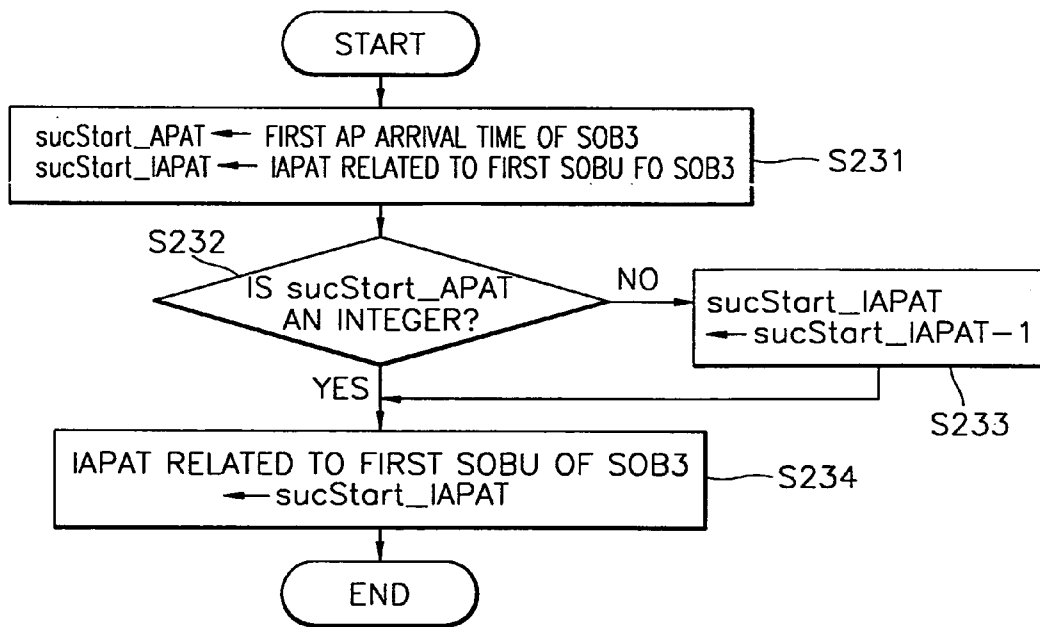 START
sucStart_APAT ← FIRST AP ARRIVAL TIME OF SOB3
sucStart_IAPAT ← IAPAT RELATED TO FIRST SOBU FO SOB3
S231
S232
IS sucStart_APAT
AN INTEGER?
NO
sucStart_IAPAT
← sucStart_IAPAT-1
S233
YES
IAPAT RELATED TO FIRST SOBU OF SOB3
← sucStart_IAPAT
S234
END